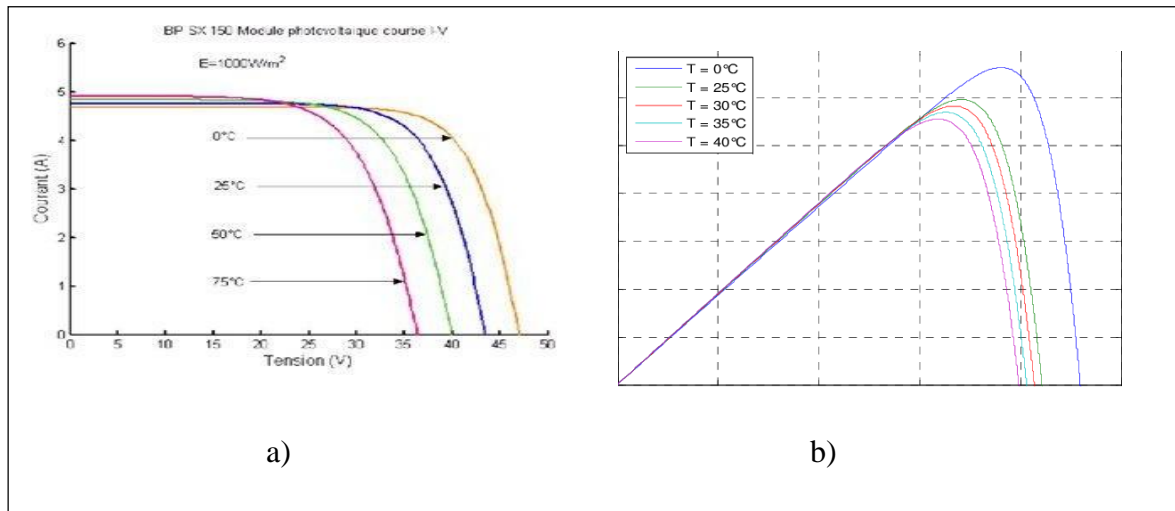 BP SX 150 Module photovoltaïque courbe I-V
E=1000W/m²
6
5
4
3
2
1
0
Courant (A)
0°C
25°C
50°C
75°C
0 5 10 15 20 25 30 35 40 45 50
Tension (V)
a)
T = 0°C
T = 25°C
T = 30°C
T = 35°C
T = 40°C
b)